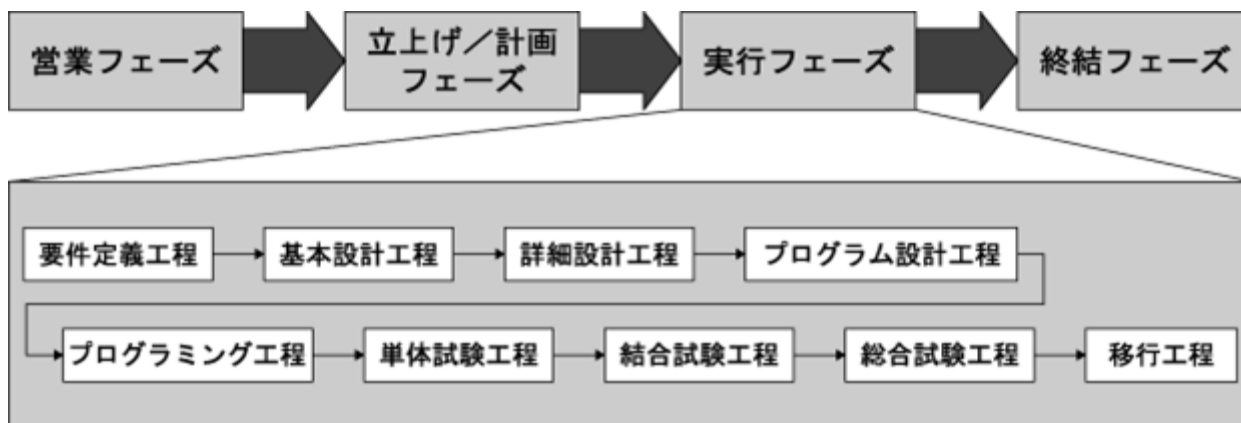 営業フェーズ
立上げ／計画
フェーズ
実行フェーズ
終結フェーズ
要件定義工程
基本設計工程
詳細設計工程
プログラム設計工程
プログラミング工程
単体試験工程
結合試験工程
総合試験工程
移行工程